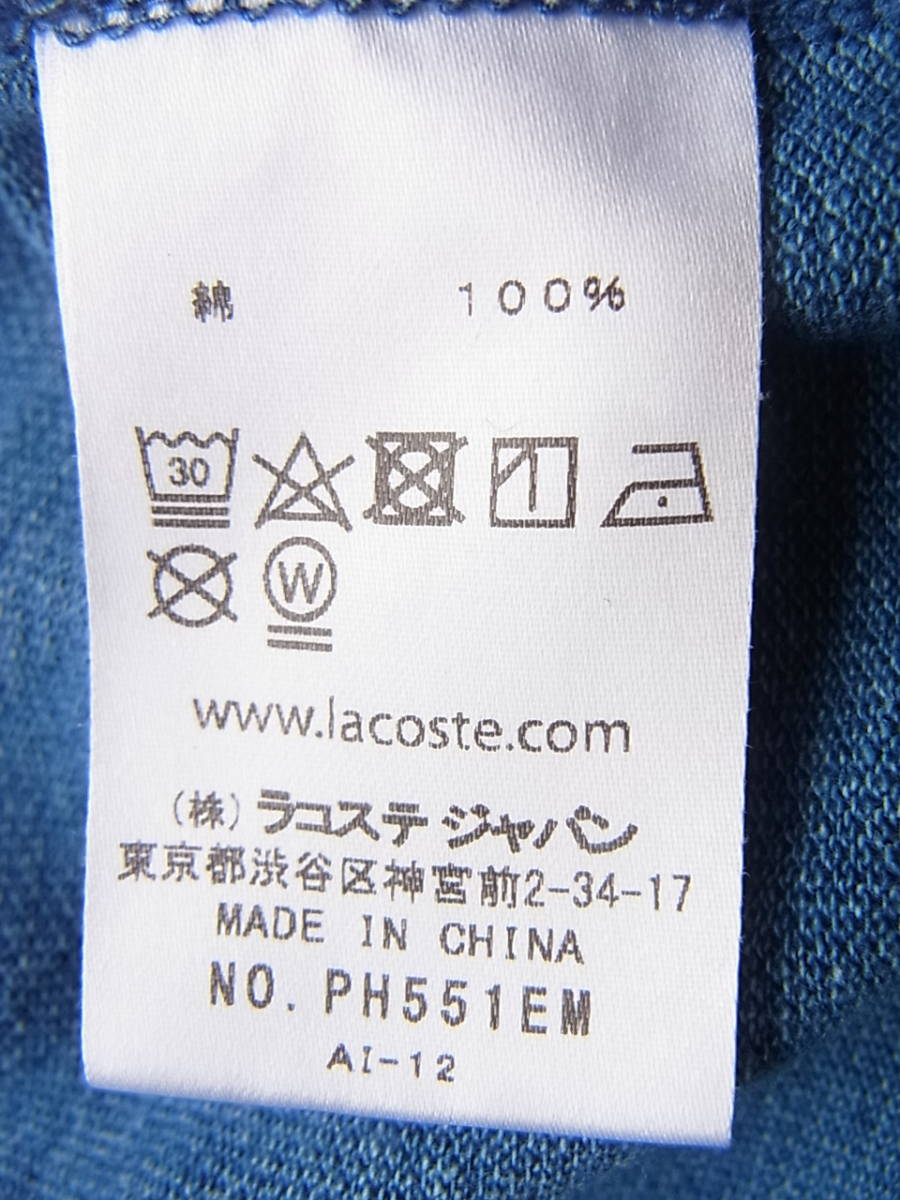 綿 100%
30
W
www.lacoste.com
(株) ラコステ ジャパン
東京都渋谷区神宮前2-34-17
MADE IN CHINA
NO. PH551EM
AI-12